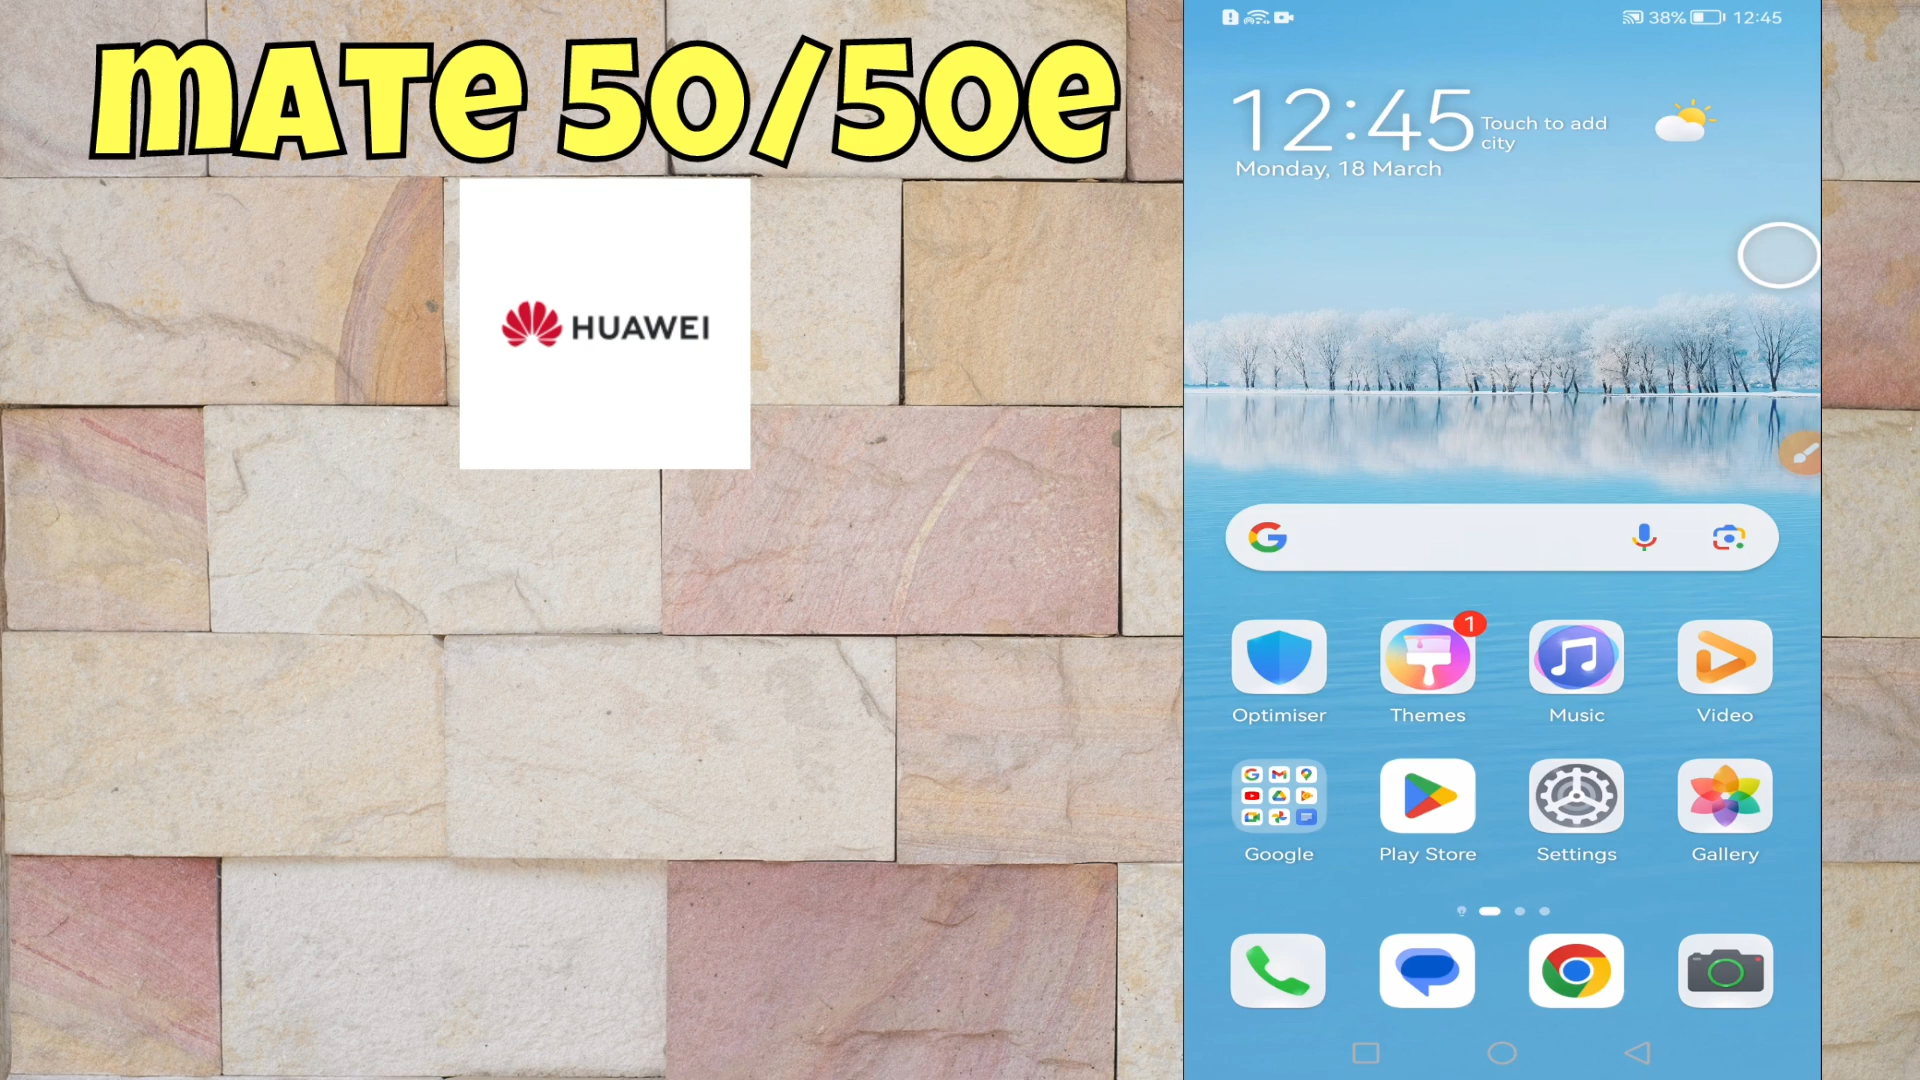 mate 50/50e
HUAWEI
38% 12:45
12:45
Touch to add
city
Monday, 18 March
1
Optimiser
Themes
Music
Video
Google
Play Store
Settings
Gallery